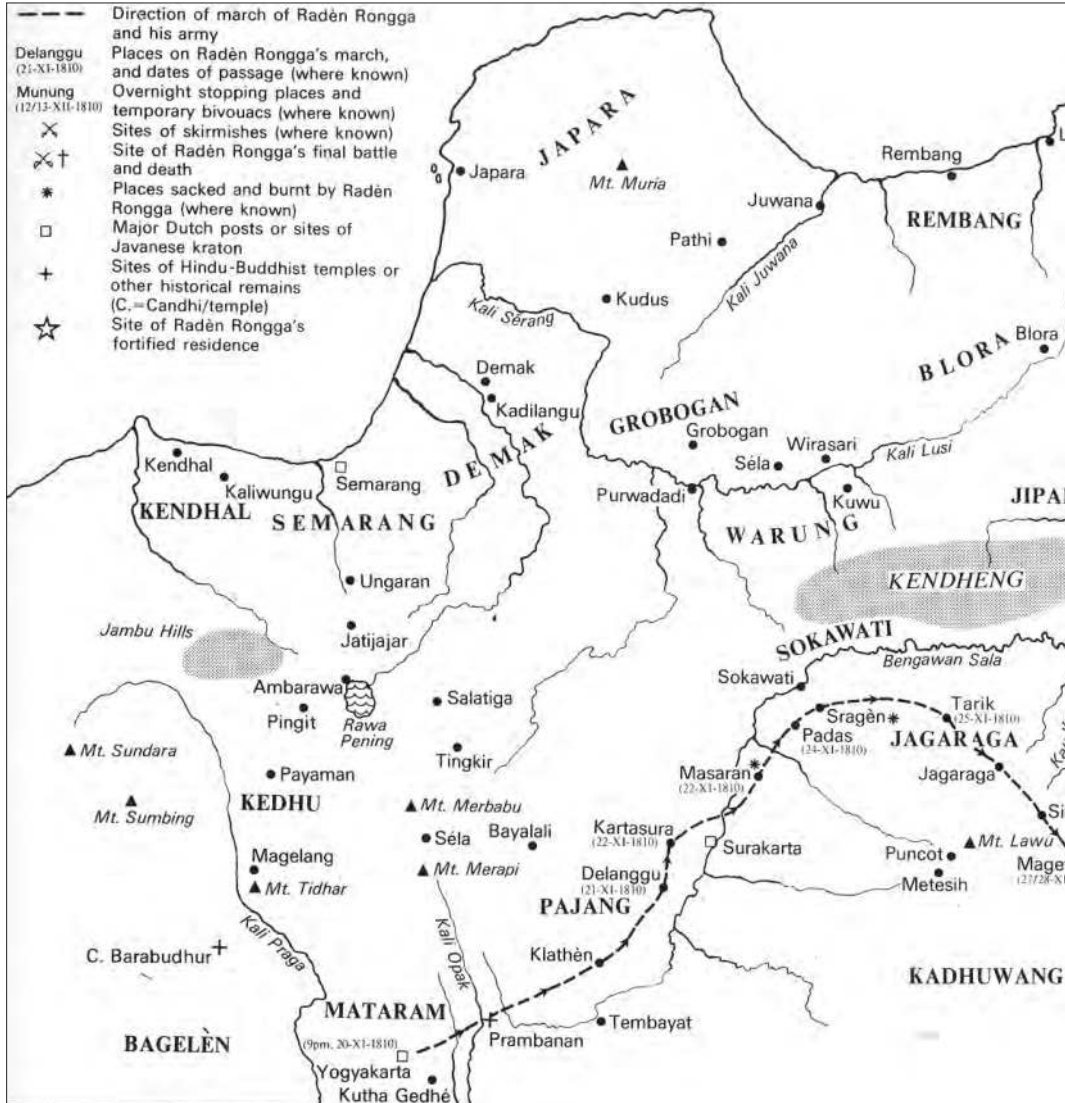 Direction of march of Radèn Rongga
and his army
Delanggu
(21-XI-1810)
Places on Radèn Rongga's march,
and dates of passage (where known)
Munung
(12/13-XII-1810)
Overnight stopping places and
temporary bivouacs (where known)
Sites of skirmishes (where known)
Site of Radèn Rongga's final battle
and death
Places sacked and burnt by Radèn
Rongga (where known)
Major Dutch posts or sites of
Javanese kraton
Sites of Hindu-Buddhist temples or
other historical remains
(C.=Candhi/temple)
Site of Radèn Rongga's
fortified residence
JAPARA
Japara
Mt. Muria
Rembang
L
Juwana
REMBANG
Pathi
Kali Juwana
Kudus
Kali Sérang
Blora
BLORA
Demak
Kadilangu
GROBOGAN
Grobogan
DEMAK
Wirasari
Kali Lusi
Séla
Kendhal
Semarang
Kaliwungu
Purwadadi
Kuwu
JIPA
KENDHAL
SEMARANG
WARUNG
KENDHENG
Ungaran
Jambu Hills
Jatijajar
SOKAWATI
Bengawan Sala
Sokawati
Ambarawa
Salatiga
Pingit
Rawa
Pening
Sragèn
Tarik
(25-XI-1810)
Padas
(24-XI-1810)
JAGARAGA
Mt. Sundara
Tingkir
Masaran
(22-XI-1810)
Jagaraga
Payaman
KEDHU
Mt. Merbabu
Mt. Sumbing
Si
Kartasura
(22-XI-1810)
Séla
Bayalali
Surakarta
Mt. Lawu
Puncot
Magelang
Mt. Merapi
Delanggu
(21-XI-1810)
Metesih
Mage
(27/28-X
Mt. Tidhar
PAJANG
Kali Praga
Kali Opak
C. Barabudhur
Klathèn
KADHUWANG
MATARAM
Tembayat
BAGELÈN
(9pm, 20-XI-1810)
Prambanan
Yogyakarta
Kutha Gedhé